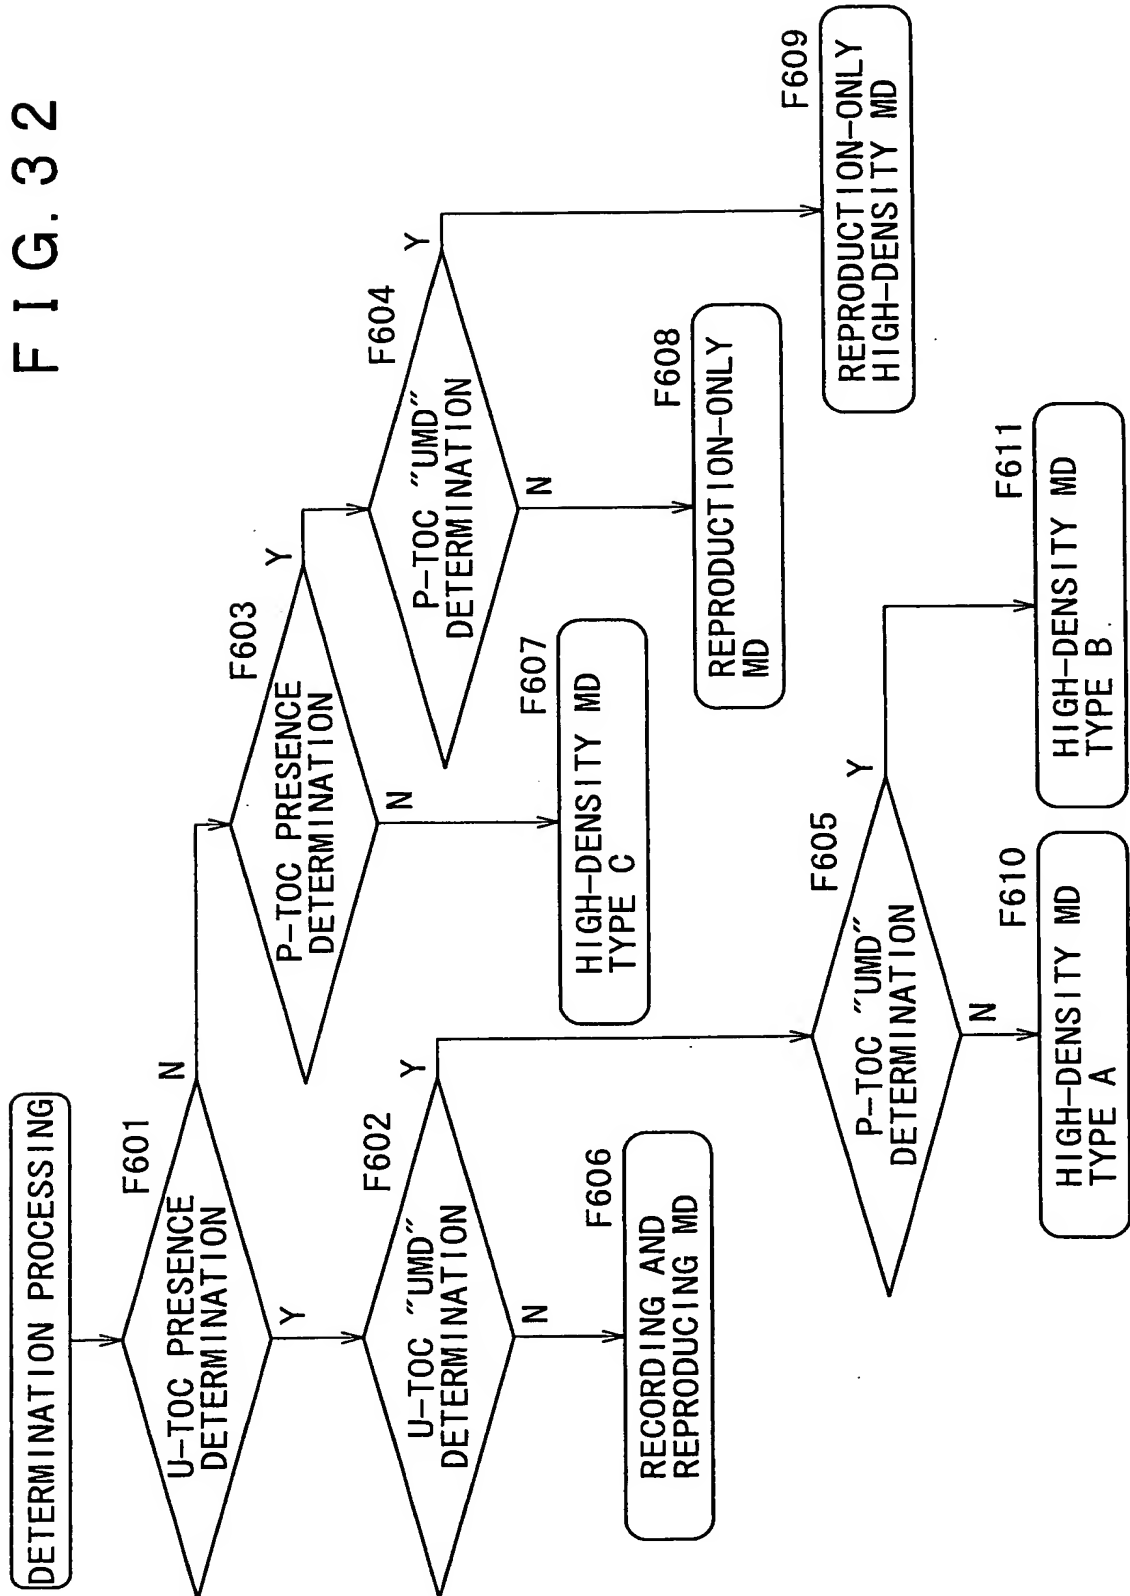 FIG. 32
DETERMINATION PROCESSING
F601
U-TOC PRESENCE
DETERMINATION
N
Y
F602
U-TOC "UMD"
DETERMINATION
Y
N
F606
RECORDING AND
REPRODUCING MD
F603
P-TOC PRESENCE
DETERMINATION
Y
N
F607
HIGH-DENSITY MD
TYPE C
F604
P-TOC "UMD"
DETERMINATION
Y
N
F608
REPRODUCTION-ONLY
MD
F609
REPRODUCTION-ONLY
HIGH-DENSITY MD
F605
P-TOC "UMD"
DETERMINATION
Y
N
F610
HIGH-DENSITY MD
TYPE A
F611
HIGH-DENSITY MD
TYPE B